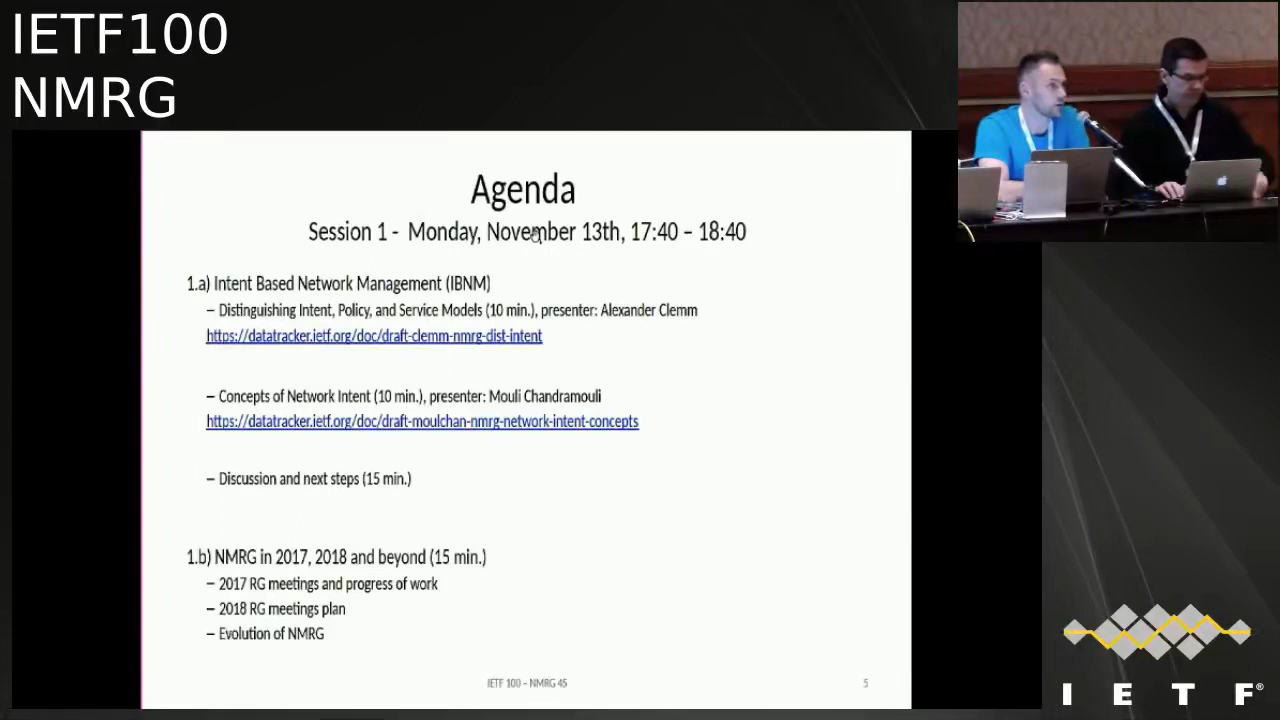 IETF100
NMRG
Agenda
Session 1 - Monday, November 13th, 17:40 – 18:40
1.a) Intent Based Network Management (IBNM)
– Distinguishing Intent, Policy, and Service Models (10 min.), presenter: Alexander Clemm
https://datatracker.ietf.org/doc/draft-clemm-nmrg-dist-intent
– Concepts of Network Intent (10 min.), presenter: Mouli Chandramouli
https://datatracker.ietf.org/doc/draft-moulchan-nmrg-network-intent-concepts
– Discussion and next steps (15 min.)
1.b) NMRG in 2017, 2018 and beyond (15 min.)
– 2017 RG meetings and progress of work
– 2018 RG meetings plan
– Evolution of NMRG
IETF 100 – NMRG 45
5
I E T F®